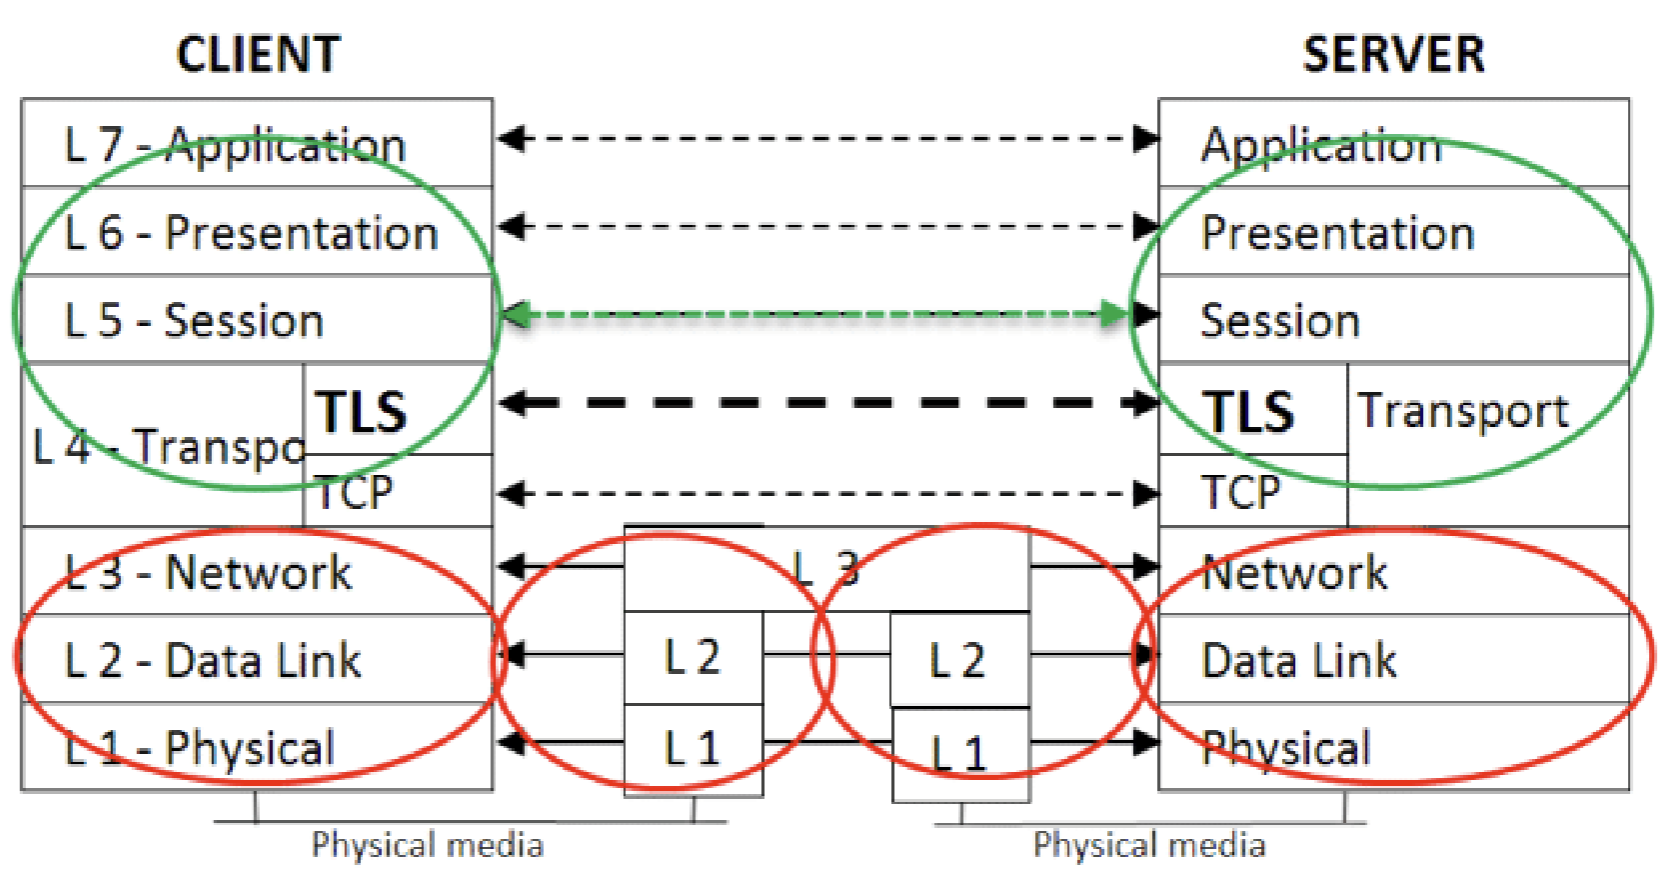 CLIENT
SERVER
L 7 - Application
Application
L 6 - Presentation
Presentation
L 5 - Session
Session
TLS
TLS
Transport
L 4 - Transpo
TCP
TCP
L 3 - Network
L 3
Network
L 2 - Data Link
L 2
L 2
Data Link
L 1 - Physical
L 1
L 1
Physical
Physical media
Physical media